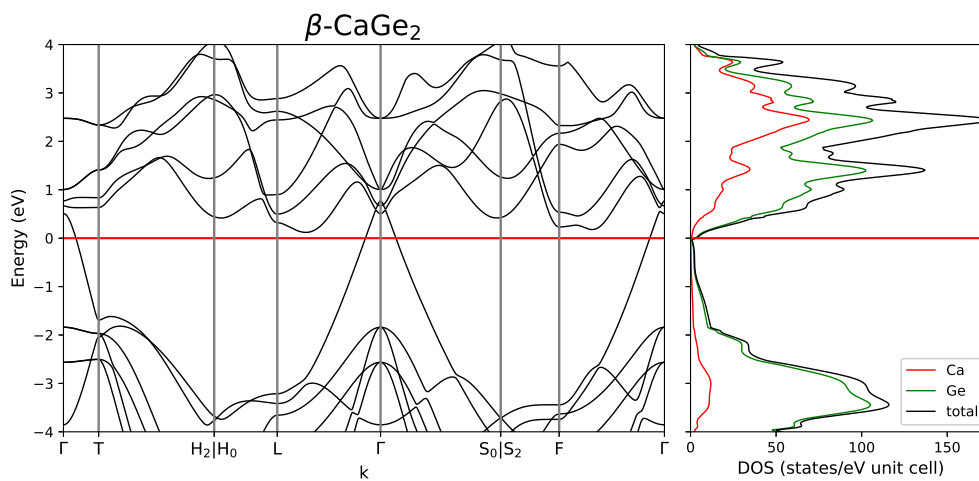 β-CaGe₂
Energy (eV)
4
3
2
1
0
−1
−2
−3
−4
Γ T H₂|H₀ L Γ S₀|S₂ F Γ
k
Ca
Ge
total
0 50 100 150
DOS (states/eV unit cell)